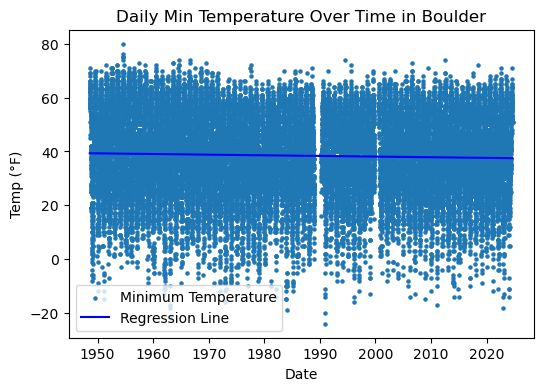 Daily Min Temperature Over Time in Boulder
Temp (°F)
80
60
40
20
0
−20
Minimum Temperature
Regression Line
1950 1960 1970 1980 1990 2000 2010 2020
Date